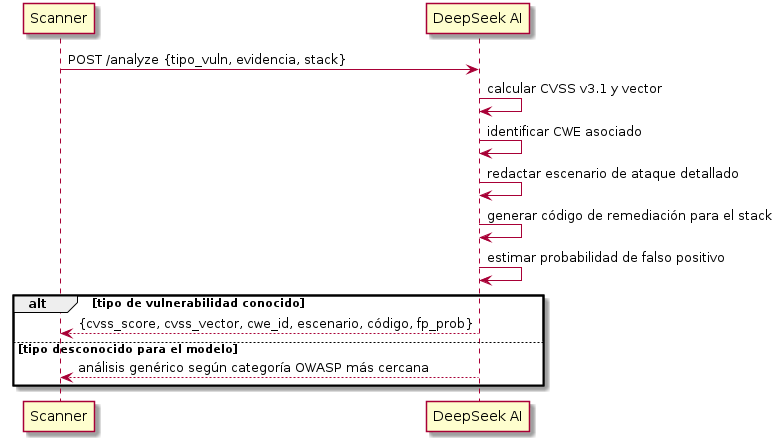 Scanner
DeepSeek AI
POST /analyze {tipo_vuln, evidencia, stack}
calcular CVSS v3.1 y vector
identificar CWE asociado
redactar escenario de ataque detallado
generar código de remediación para el stack
estimar probabilidad de falso positivo
alt [tipo de vulnerabilidad conocido]
{cvss_score, cvss_vector, cwe_id, escenario, código, fp_prob}
[tipo desconocido para el modelo]
análisis genérico según categoría OWASP más cercana
Scanner
DeepSeek AI